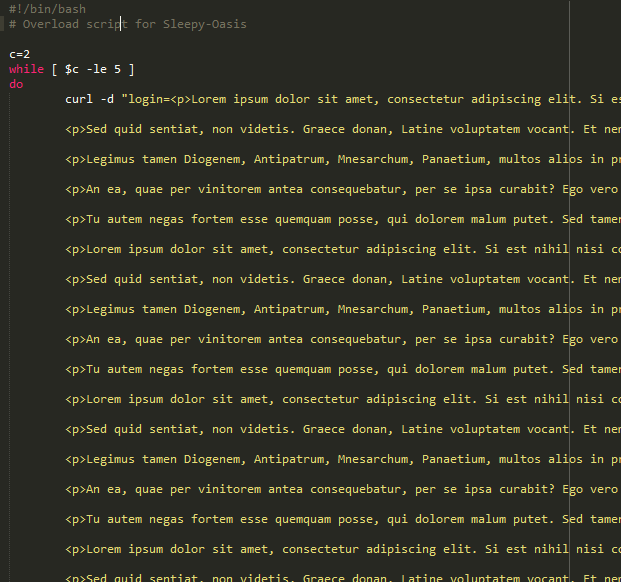 #!/bin/bash
# Overload script for Sleepy-Oasis
c=2
while [ $c -le 5 ]
do
curl -d "login=<p>Lorem ipsum dolor sit amet, consectetur adipiscing elit. Si es
<p>Sed quid sentiat, non videtis. Graece donan, Latine voluptatem vocant. Et ne
<p>Legimus tamen Diogenem, Antipatrum, Mnesarchum, Panaetium, multos alios in p
<p>An ea, quae per vinitorem antea consequebatur, per se ipsa curabit? Ego vero
<p>Tu autem negas fortem esse quemquam posse, qui dolorem malum putet. Sed tame
<p>Lorem ipsum dolor sit amet, consectetur adipiscing elit. Si est nihil nisi co
<p>Sed quid sentiat, non videtis. Graece donan, Latine voluptatem vocant. Et ne
<p>Legimus tamen Diogenem, Antipatrum, Mnesarchum, Panaetium, multos alios in p
<p>An ea, quae per vinitorem antea consequebatur, per se ipsa curabit? Ego vero
<p>Tu autem negas fortem esse quemquam posse, qui dolorem malum putet. Sed tame
<p>Lorem ipsum dolor sit amet, consectetur adipiscing elit. Si est nihil nisi co
<p>Sed quid sentiat, non videtis. Graece donan, Latine voluptatem vocant. Et ne
<p>Legimus tamen Diogenem, Antipatrum, Mnesarchum, Panaetium, multos alios in p
<p>An ea, quae per vinitorem antea consequebatur, per se ipsa curabit? Ego vero
<p>Tu autem negas fortem esse quemquam posse, qui dolorem malum putet. Sed tame
<p>Lorem ipsum dolor sit amet, consectetur adipiscing elit. Si est nihil nisi co
<p>Sed quid sentiat, non videtis. Graece donan, Latine voluptatem vocant. Et ne